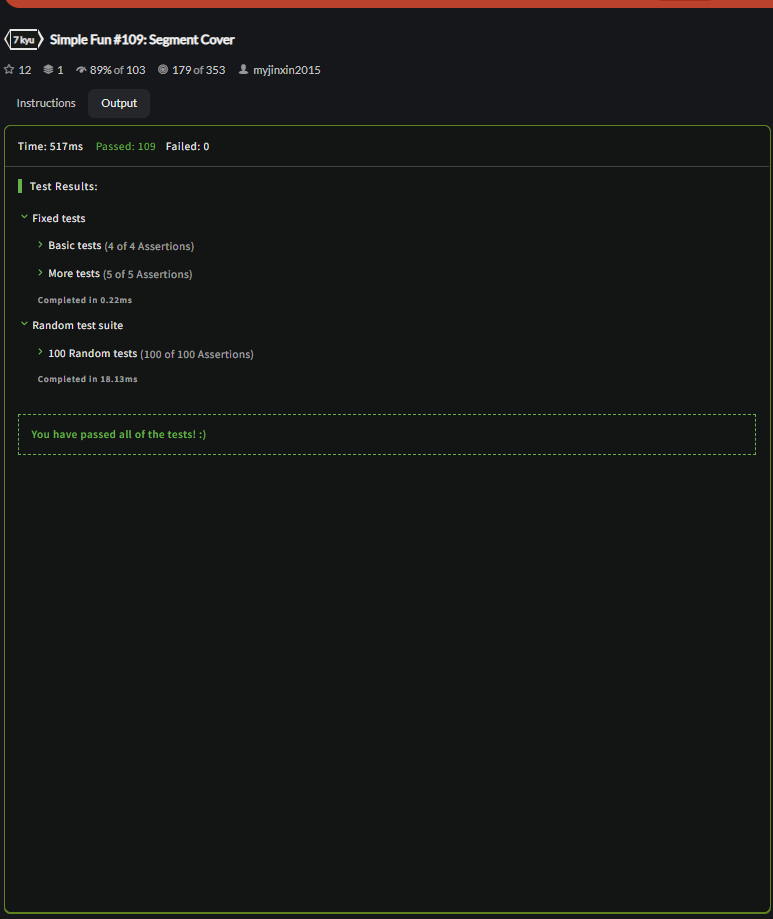 7 kyu Simple Fun #109: Segment Cover
12 1 89% of 103 179 of 353 myjinxin2015
Instructions Output
Time: 517ms Passed: 109 Failed: 0
Test Results:
Fixed tests
Basic tests (4 of 4 Assertions)
More tests (5 of 5 Assertions)
Completed in 0.22ms
Random test suite
100 Random tests (100 of 100 Assertions)
Completed in 18.13ms
You have passed all of the tests! :)